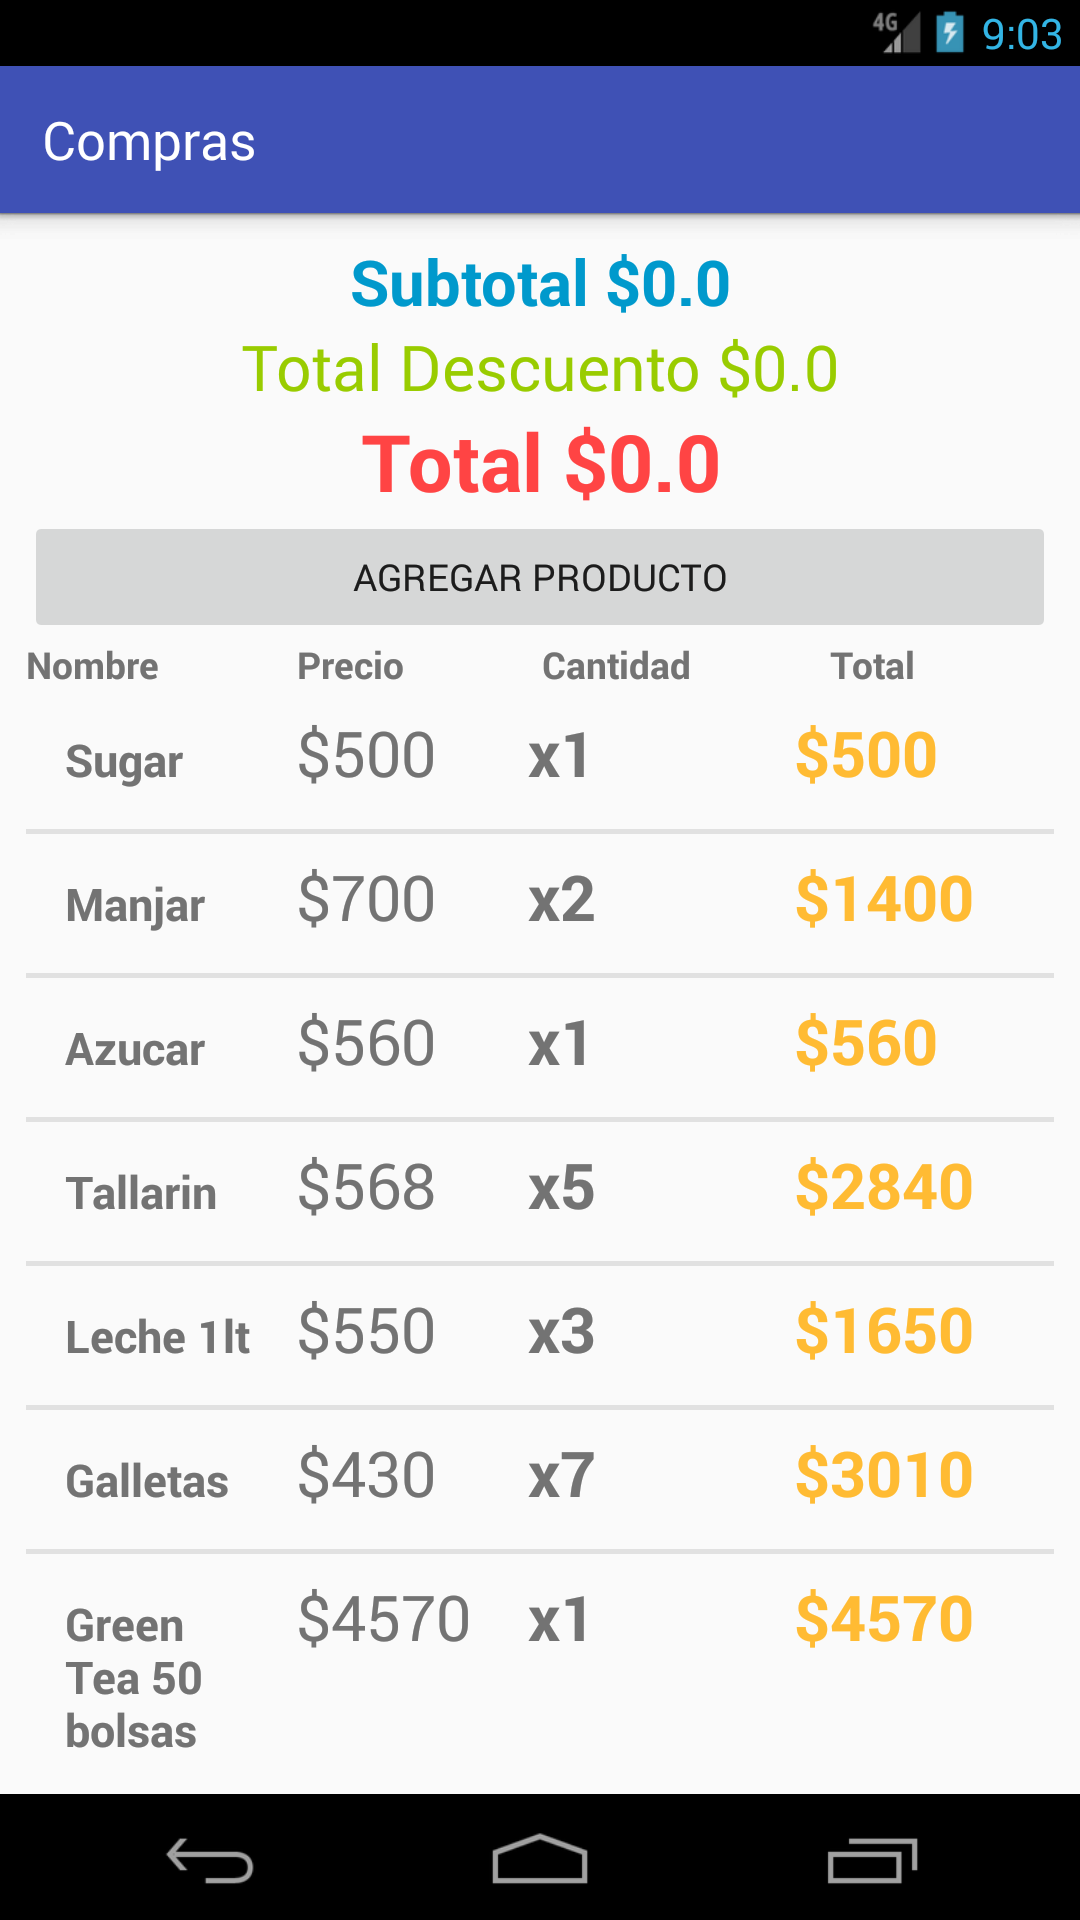 4G 9:03
Compras
Subtotal $0.0
Total Descuento $0.0
Total $0.0
AGREGAR PRODUCTO
Nombre Precio Cantidad Total
Sugar $500 x1 $500
Manjar $700 x2 $1400
Azucar $560 x1 $560
Tallarin $568 x5 $2840
Leche 1lt $550 x3 $1650
Galletas $430 x7 $3010
Green $4570 x1 $4570
Tea 50
bolsas